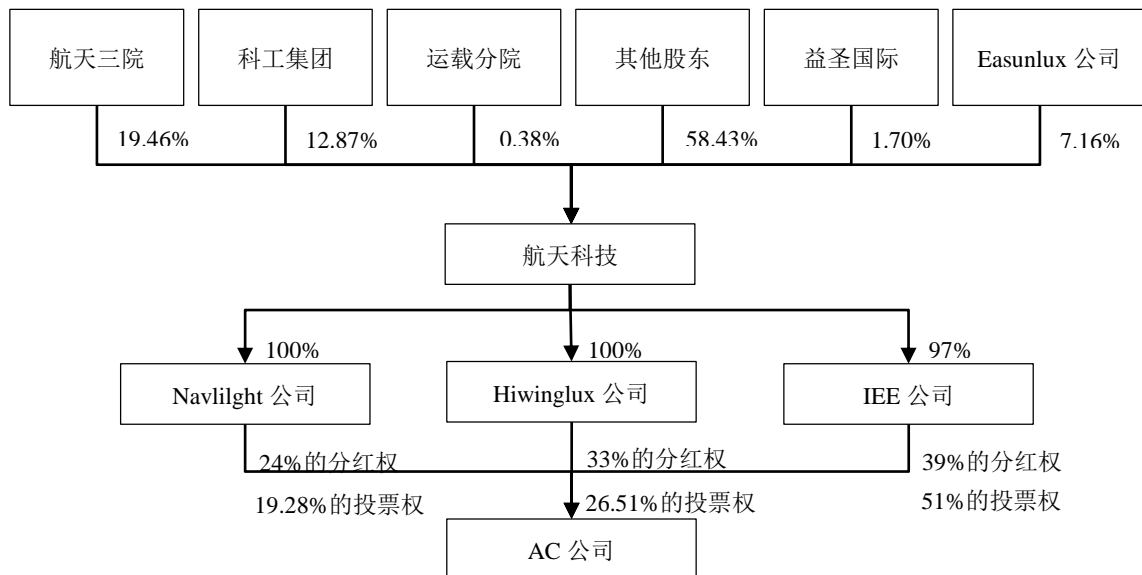 航天三院
科工集团
运载分院
其他股东
益圣国际
Easunlux 公司
19.46%
12.87%
0.38%
58.43%
1.70%
7.16%
航天科技
100%
100%
97%
Navlilght 公司
Hiwinglux 公司
IEE 公司
24%的分红权
33%的分红权
39%的分红权
19.28%的投票权
26.51%的投票权
51%的投票权
AC 公司